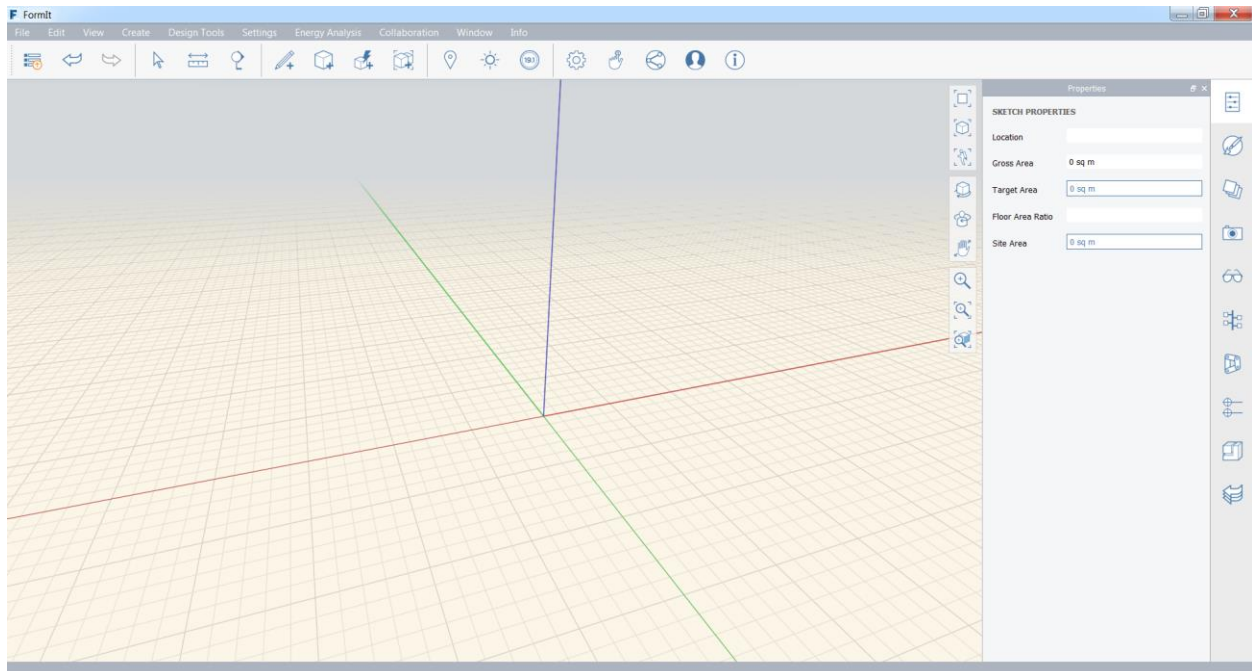 FormIt
File Edit View Create Design Tools Settings Energy Analysis Collaboration Window Info
191
Properties
SKETCH PROPERTIES
Location
Gross Area 0 sq m
Target Area 0 sq m
Floor Area Ratio
Site Area 0 sq m